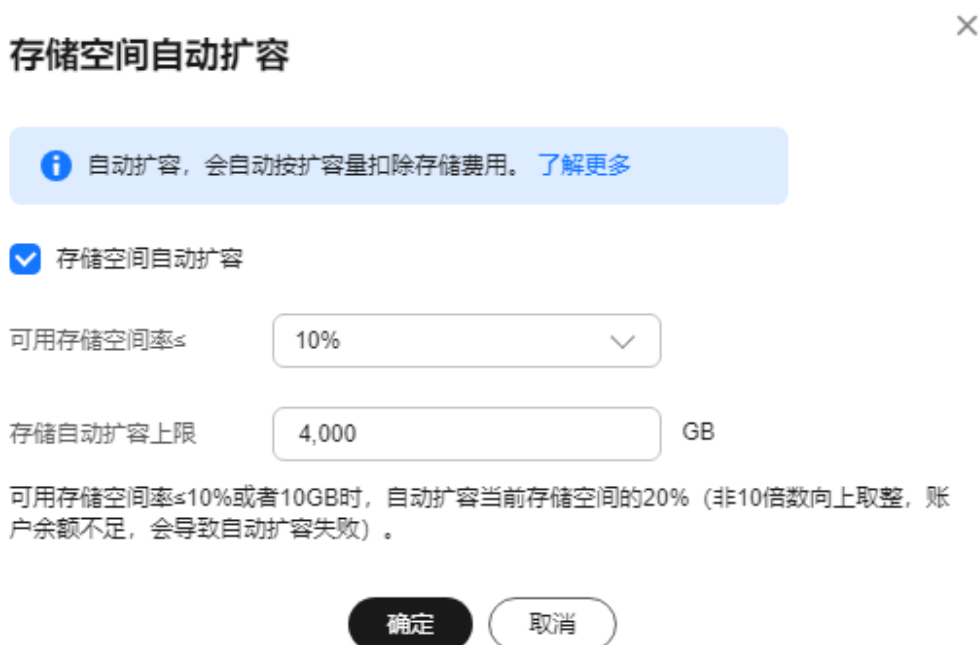 存储空间自动扩容
自动扩容，会自动按扩容量扣除存储费用。 了解更多
存储空间自动扩容
可用存储空间率≤ 10%
存储自动扩容上限 4,000 GB
可用存储空间率≤10%或者10GB时，自动扩容当前存储空间的20%（非10倍数向上取整，账
户余额不足，会导致自动扩容失败）。
确定 取消